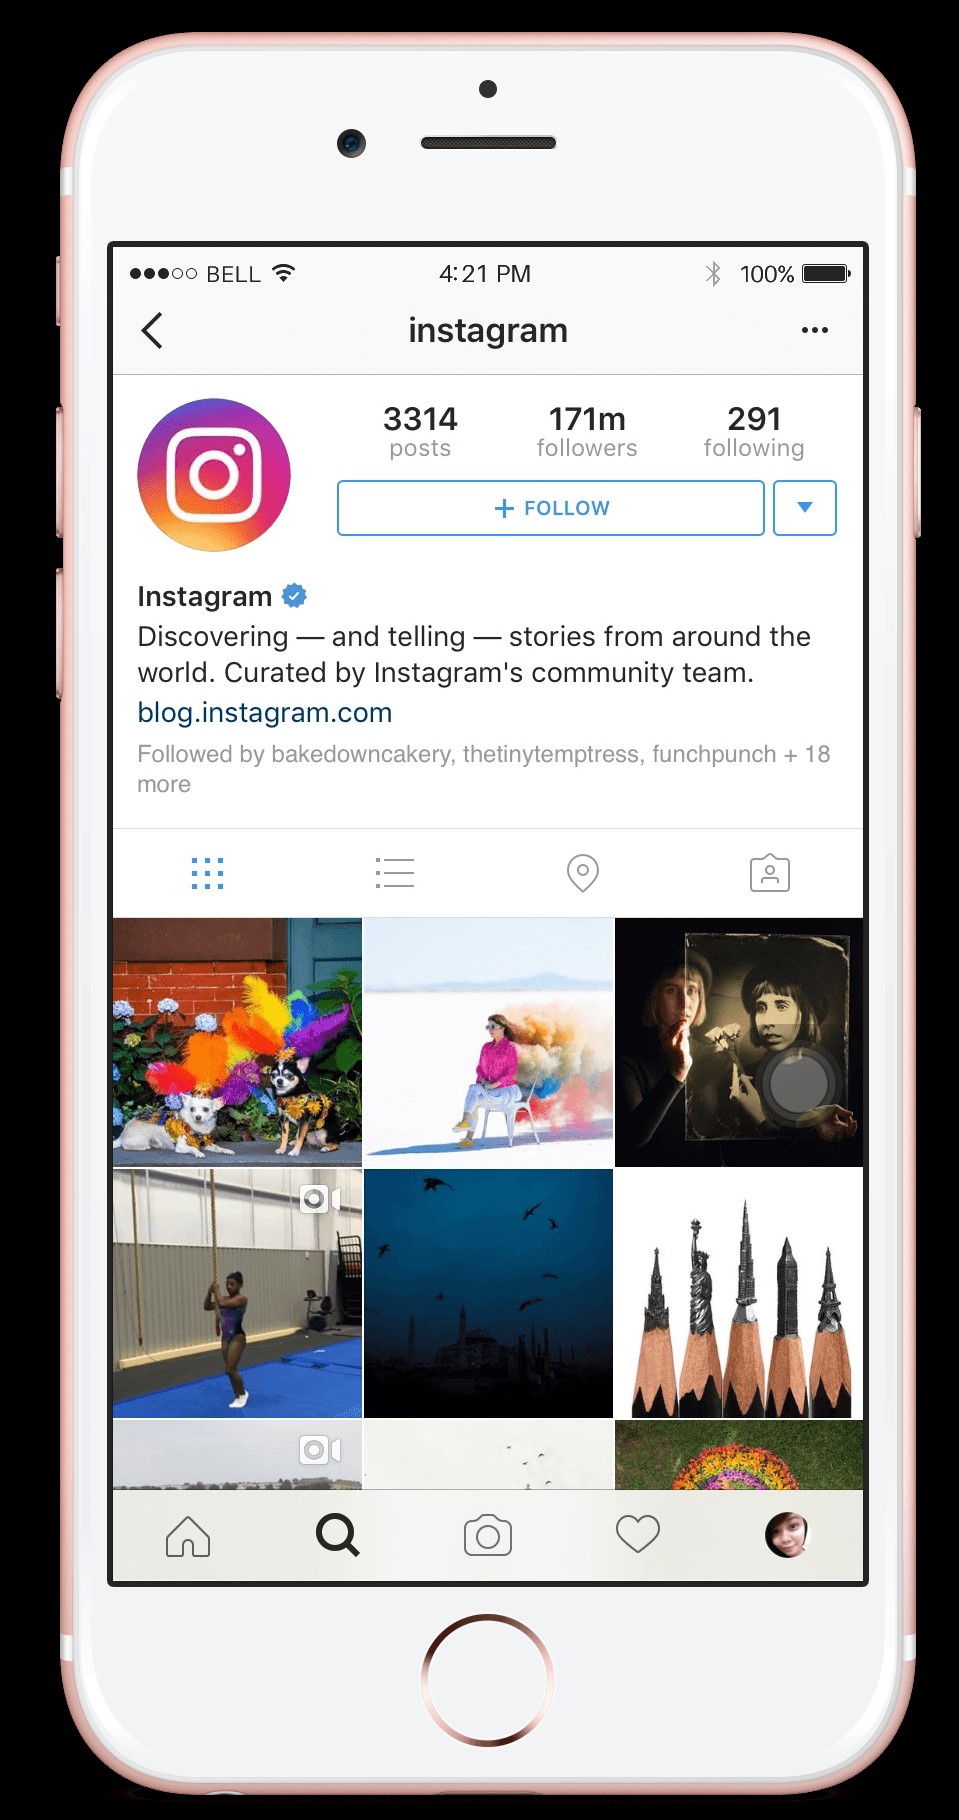 BELL 4:21 PM 100%
instagram
3314 171m 291
posts followers following
+ FOLLOW
Instagram
Discovering — and telling — stories from around the
world. Curated by Instagram's community team.
blog.instagram.com
Followed by bakedowncakery, thetinytemptress, funchpunch + 18
more